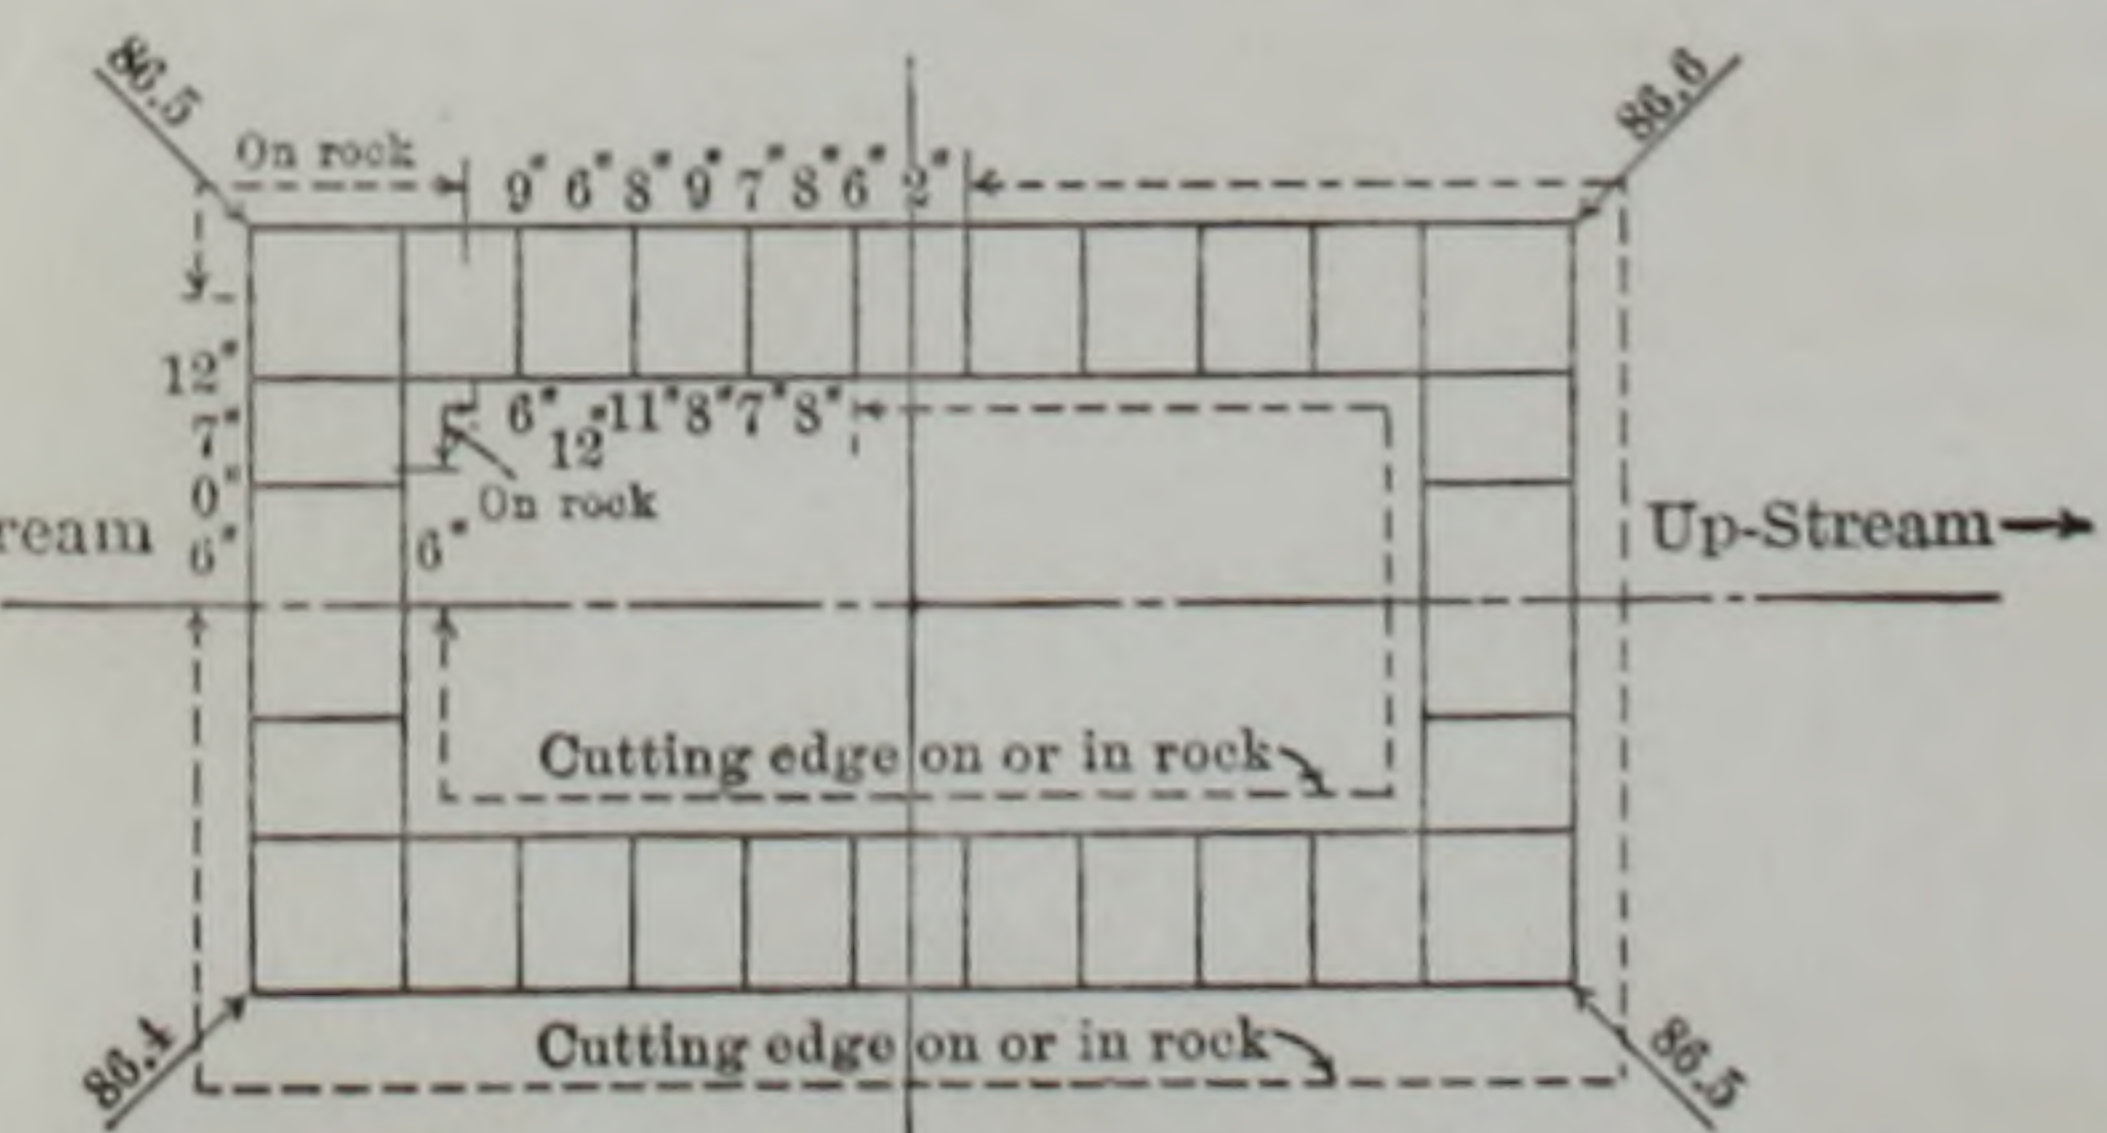 86.5
86.6
On rock
9" 6" 8" 9" 7" 8" 6" 2"
12"
7"
0"
6"
6" 12" 11" 8" 7" 8"
On rock
6"
ream
Up-Stream
Cutting edge on or in rock
Cutting edge on or in rock
86.4
86.5